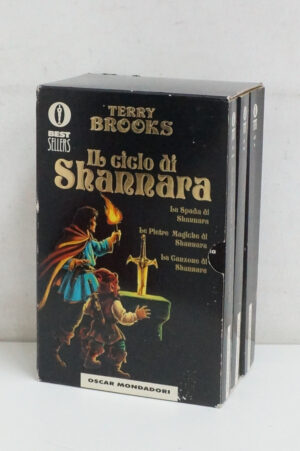 BEST
SELLERS
TERRY
BROOKS
Il ciclo di
Shannara
La Spada di
Shannara
Le Pietre Magiche di
Shannara
La Canzone di
Shannara
OSCAR MONDADORI